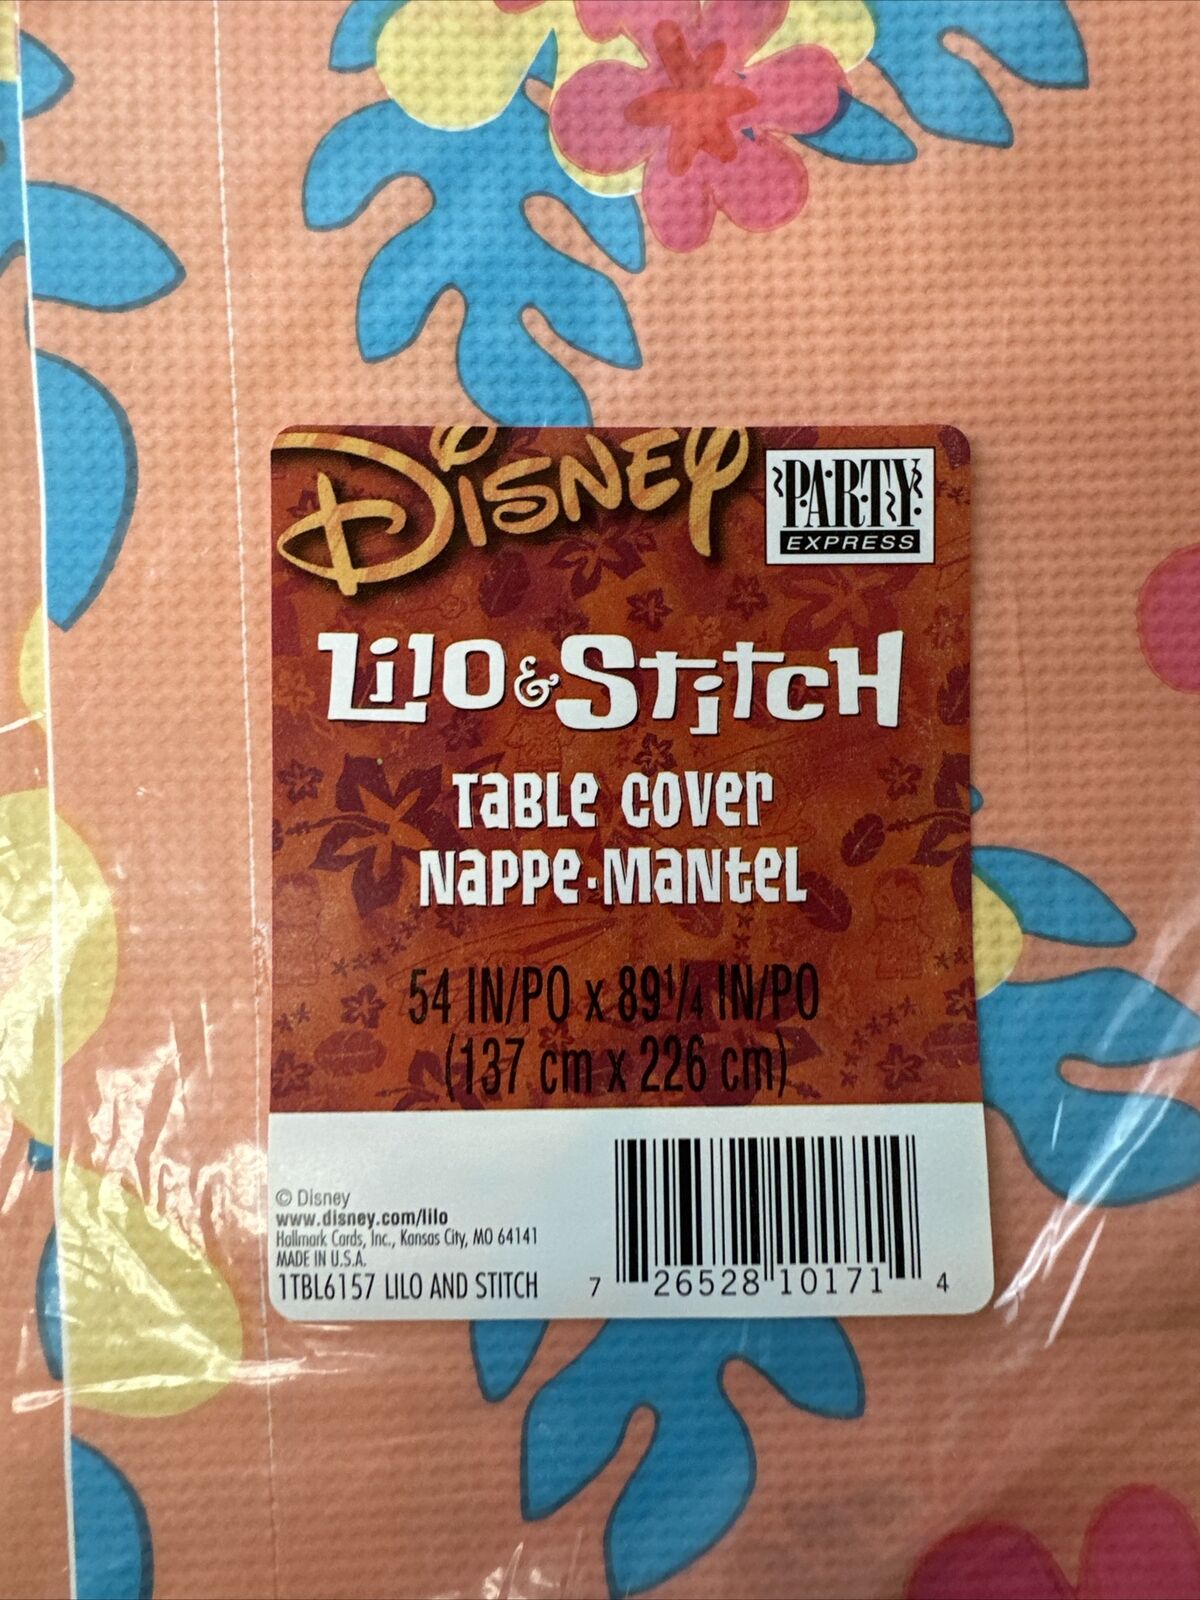 Disney
PARTY
EXPRESS
Lilo & Stitch
Table Cover
Nappe · Mantel
54 IN/PO x 89 1/4 IN/PO
(137 cm x 226 cm)
© Disney
www.disney.com/lilo
Hallmark Cards, Inc., Kansas City, MO 64141
MADE IN U.S.A.
1TBL6157 LILO AND STITCH
7 26528 10171 4